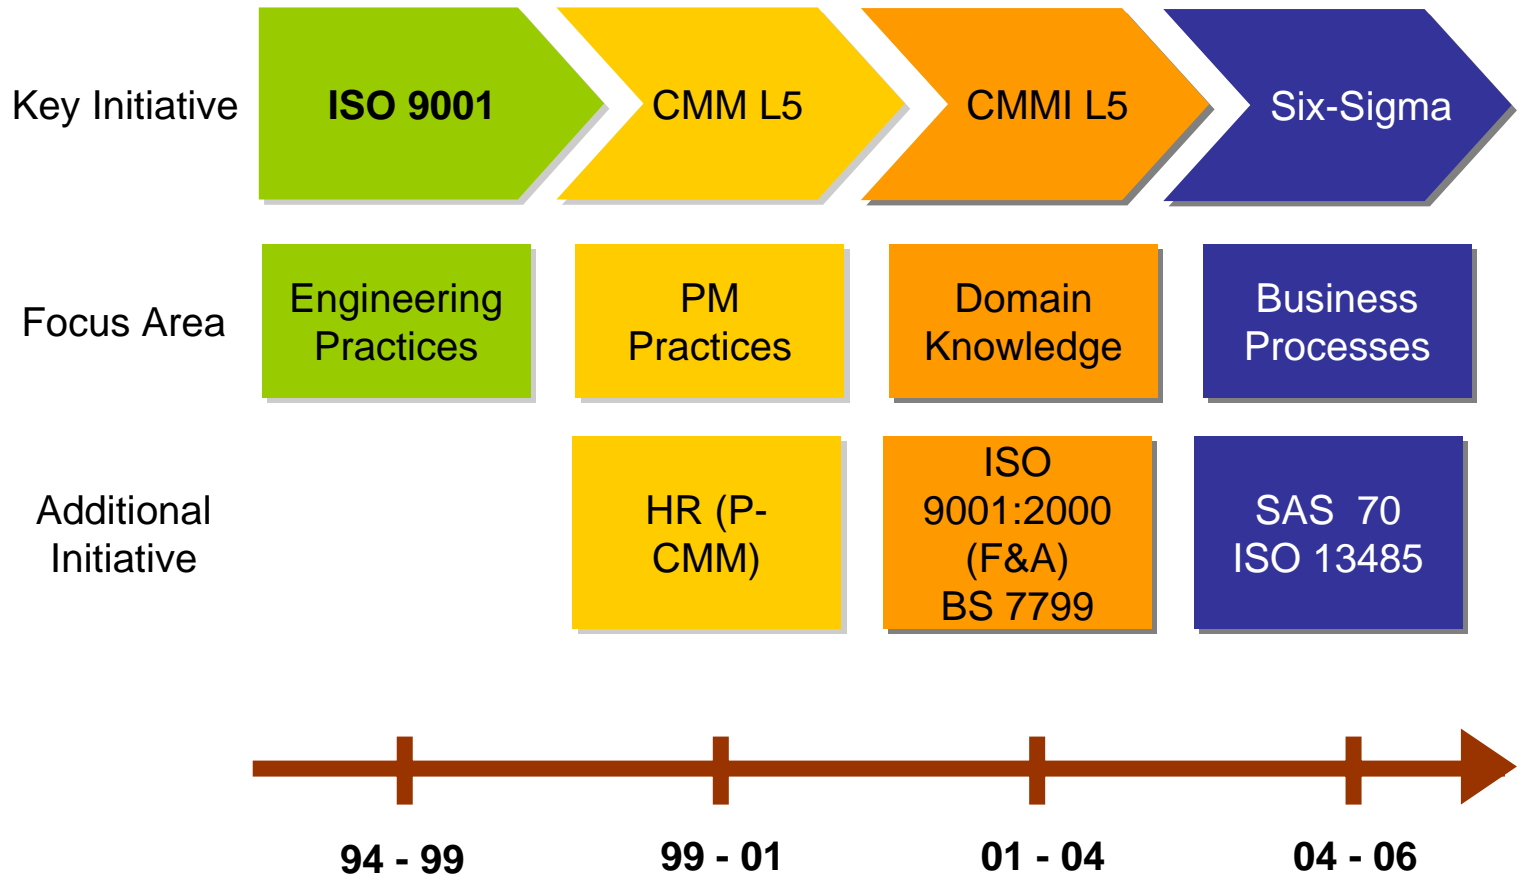 Key Initiative
ISO 9001
CMM L5
CMMI L5
Six-Sigma
Focus Area
Engineering
Practices
PM
Practices
Domain
Knowledge
Business
Processes
Additional
Initiative
HR (P-
CMM)
ISO
9001:2000
(F&A)
BS 7799
SAS  70
ISO 13485
94 - 99
99 - 01
01 - 04
04 - 06